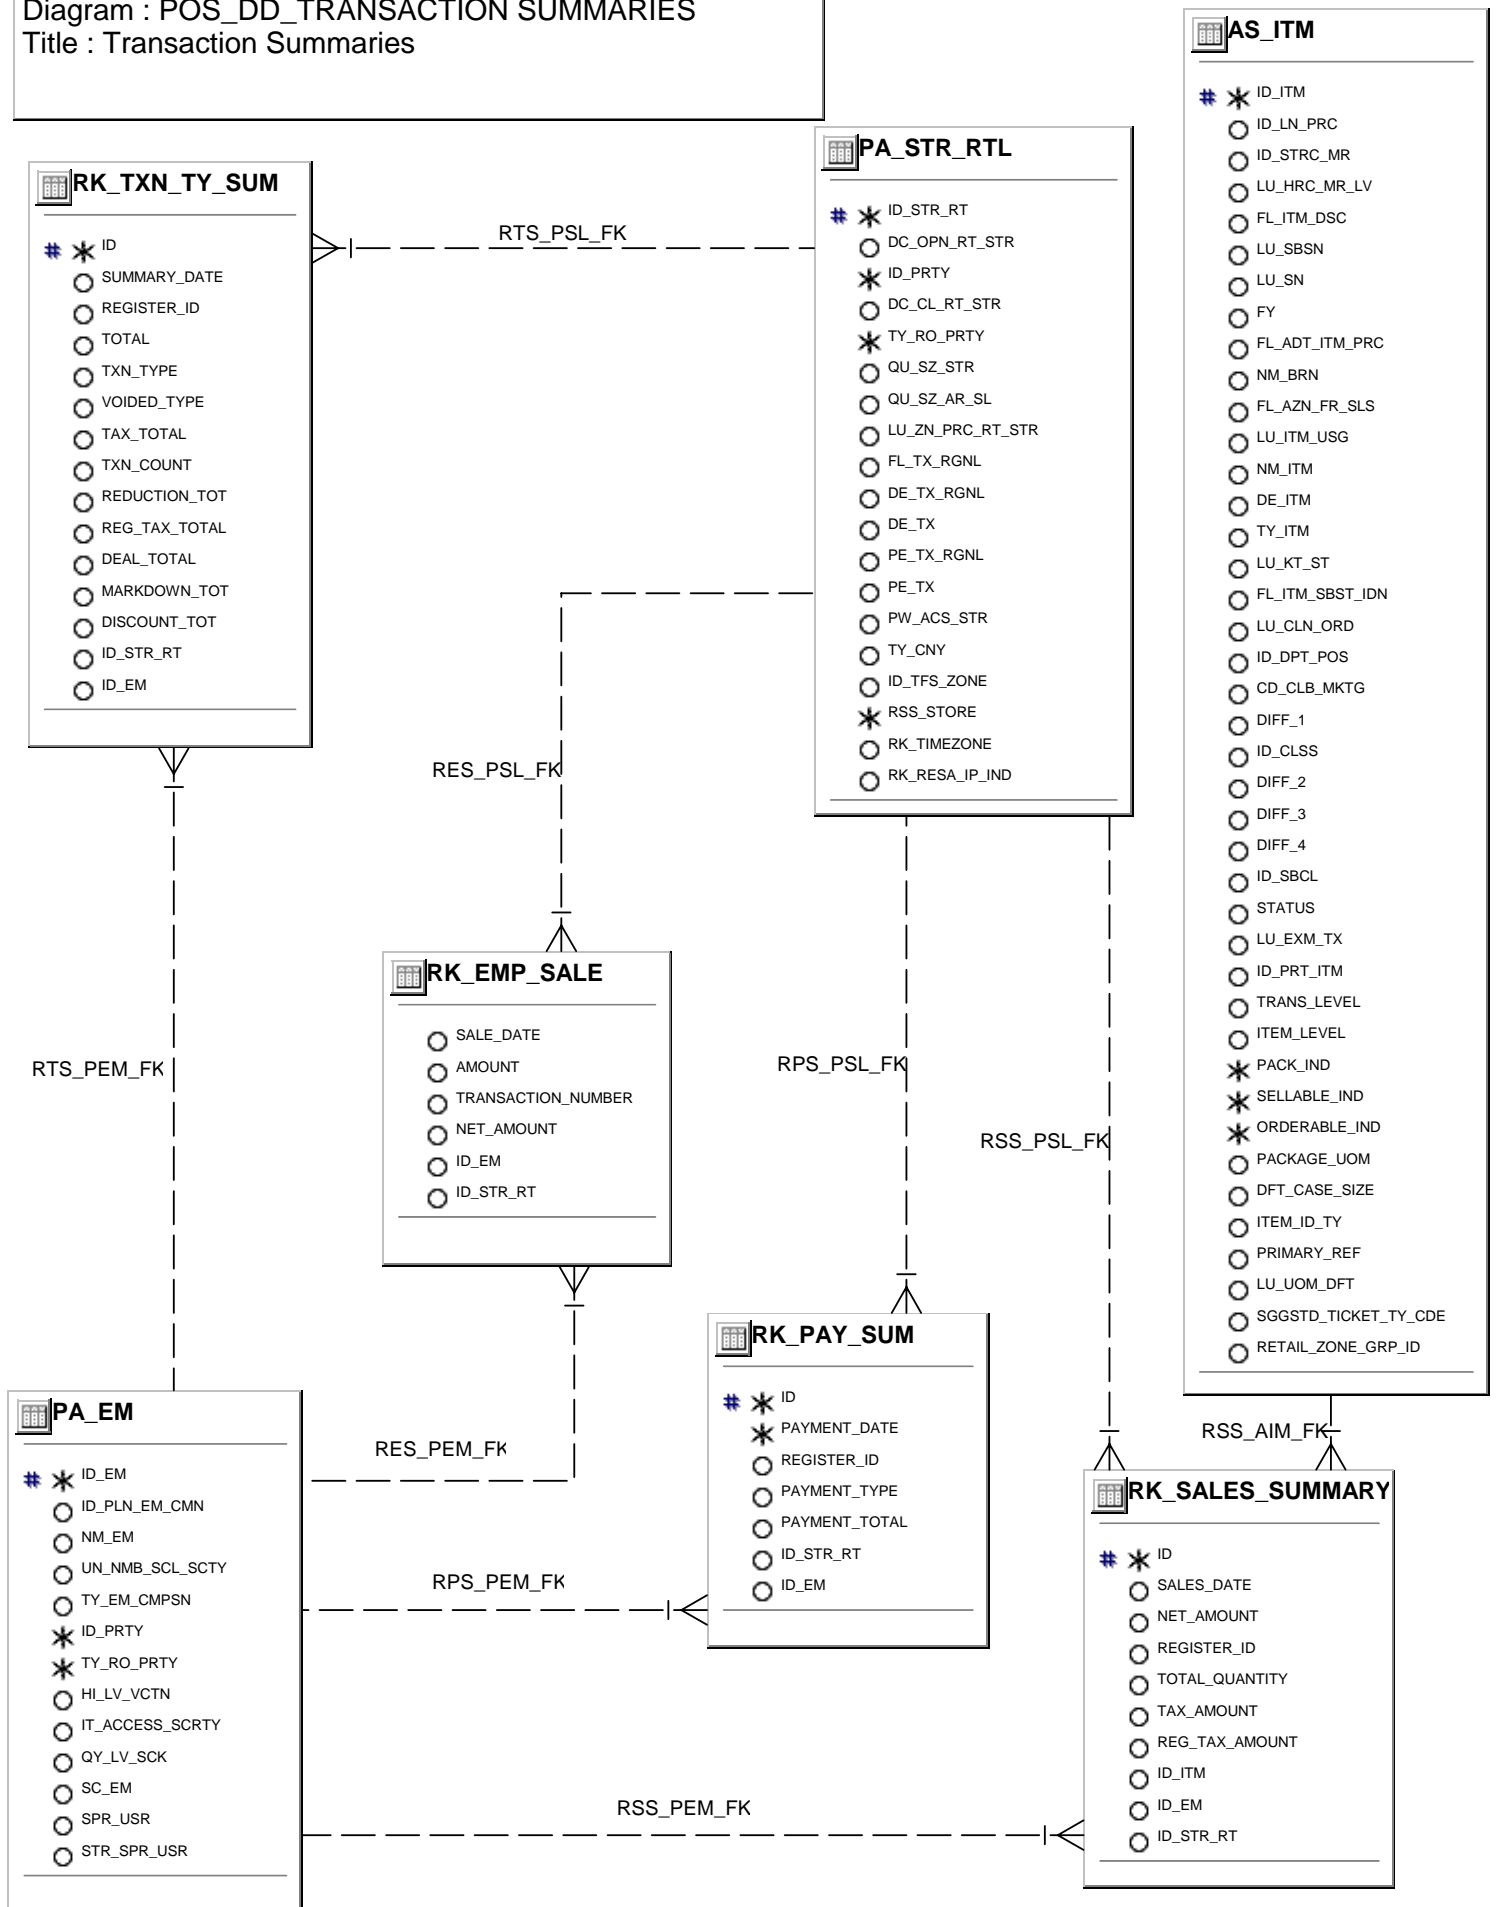 Diagram : POS_DD_TRANSACTION SUMMARIES
Title : Transaction Summaries
RK_TXN_TY_SUM
# * ID
SUMMARY_DATE
REGISTER_ID
TOTAL
TXN_TYPE
VOIDED_TYPE
TAX_TOTAL
TXN_COUNT
REDUCTION_TOT
REG_TAX_TOTAL
DEAL_TOTAL
MARKDOWN_TOT
DISCOUNT_TOT
ID_STR_RT
ID_EM
RTS_PSL_FK
PA_STR_RTL
# * ID_STR_RT
DC_OPN_RT_STR
* ID_PRTY
DC_CL_RT_STR
* TY_RO_PRTY
QU_SZ_STR
QU_SZ_AR_SL
LU_ZN_PRC_RT_STR
FL_TX_RGNL
DE_TX_RGNL
DE_TX
PE_TX_RGNL
PE_TX
PW_ACS_STR
TY_CNY
ID_TFS_ZONE
* RSS_STORE
RK_TIMEZONE
RK_RESA_IP_IND
AS_ITM
# * ID_ITM
ID_LN_PRC
ID_STRC_MR
LU_HRC_MR_LV
FL_ITM_DSC
LU_SBSN
LU_SN
FY
FL_ADT_ITM_PRC
NM_BRN
FL_AZN_FR_SLS
LU_ITM_USG
NM_ITM
DE_ITM
TY_ITM
LU_KT_ST
FL_ITM_SBST_IDN
LU_CLN_ORD
ID_DPT_POS
CD_CLB_MKTG
DIFF_1
ID_CLSS
DIFF_2
DIFF_3
DIFF_4
ID_SBCL
STATUS
LU_EXM_TX
ID_PRT_ITM
TRANS_LEVEL
ITEM_LEVEL
* PACK_IND
* SELLABLE_IND
* ORDERABLE_IND
PACKAGE_UOM
DFT_CASE_SIZE
ITEM_ID_TY
PRIMARY_REF
LU_UOM_DFT
SGGSTD_TICKET_TY_CDE
RETAIL_ZONE_GRP_ID
RES_PSL_FK
RK_EMP_SALE
SALE_DATE
AMOUNT
TRANSACTION_NUMBER
NET_AMOUNT
ID_EM
ID_STR_RT
RTS_PEM_FK
RPS_PSL_FK
RSS_PSL_FK
RK_PAY_SUM
# * ID
* PAYMENT_DATE
REGISTER_ID
PAYMENT_TYPE
PAYMENT_TOTAL
ID_STR_RT
ID_EM
PA_EM
# * ID_EM
ID_PLN_EM_CMN
NM_EM
UN_NMB_SCL_SCTY
TY_EM_CMPSN
* ID_PRTY
* TY_RO_PRTY
HI_LV_VCTN
IT_ACCESS_SCRTY
QY_LV_SCK
SC_EM
SPR_USR
STR_SPR_USR
RES_PEM_FK
RPS_PEM_FK
RSS_PEM_FK
RSS_AIM_FK
RK_SALES_SUMMARY
# * ID
SALES_DATE
NET_AMOUNT
REGISTER_ID
TOTAL_QUANTITY
TAX_AMOUNT
REG_TAX_AMOUNT
ID_ITM
ID_EM
ID_STR_RT